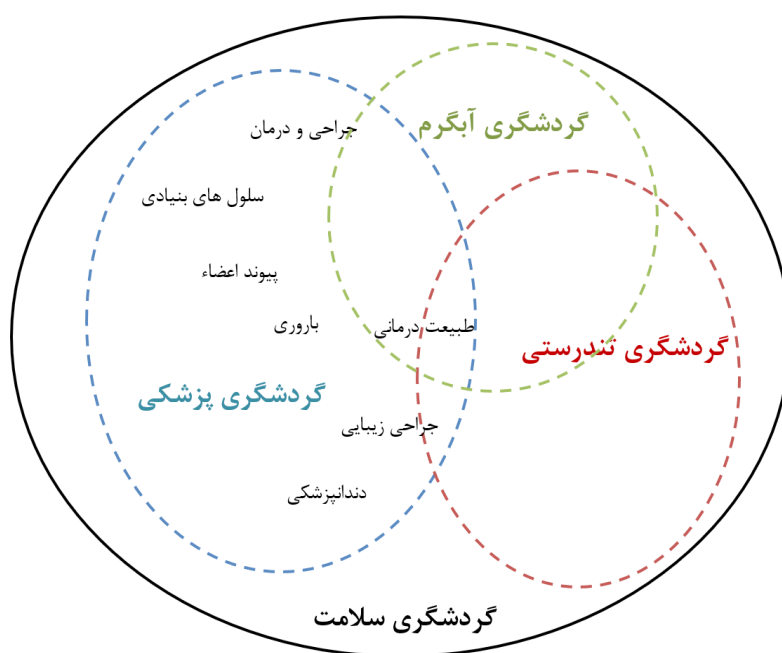 گردشگری آبگرم
جراحی و درمان
سلول های بنیادی
پیوند اعضاء
باروری
طبیعت درمانی
گردشگری تندرستی
گردشگری پزشکی
جراحی زیبایی
دندانپزشکی
گردشگری سلامت